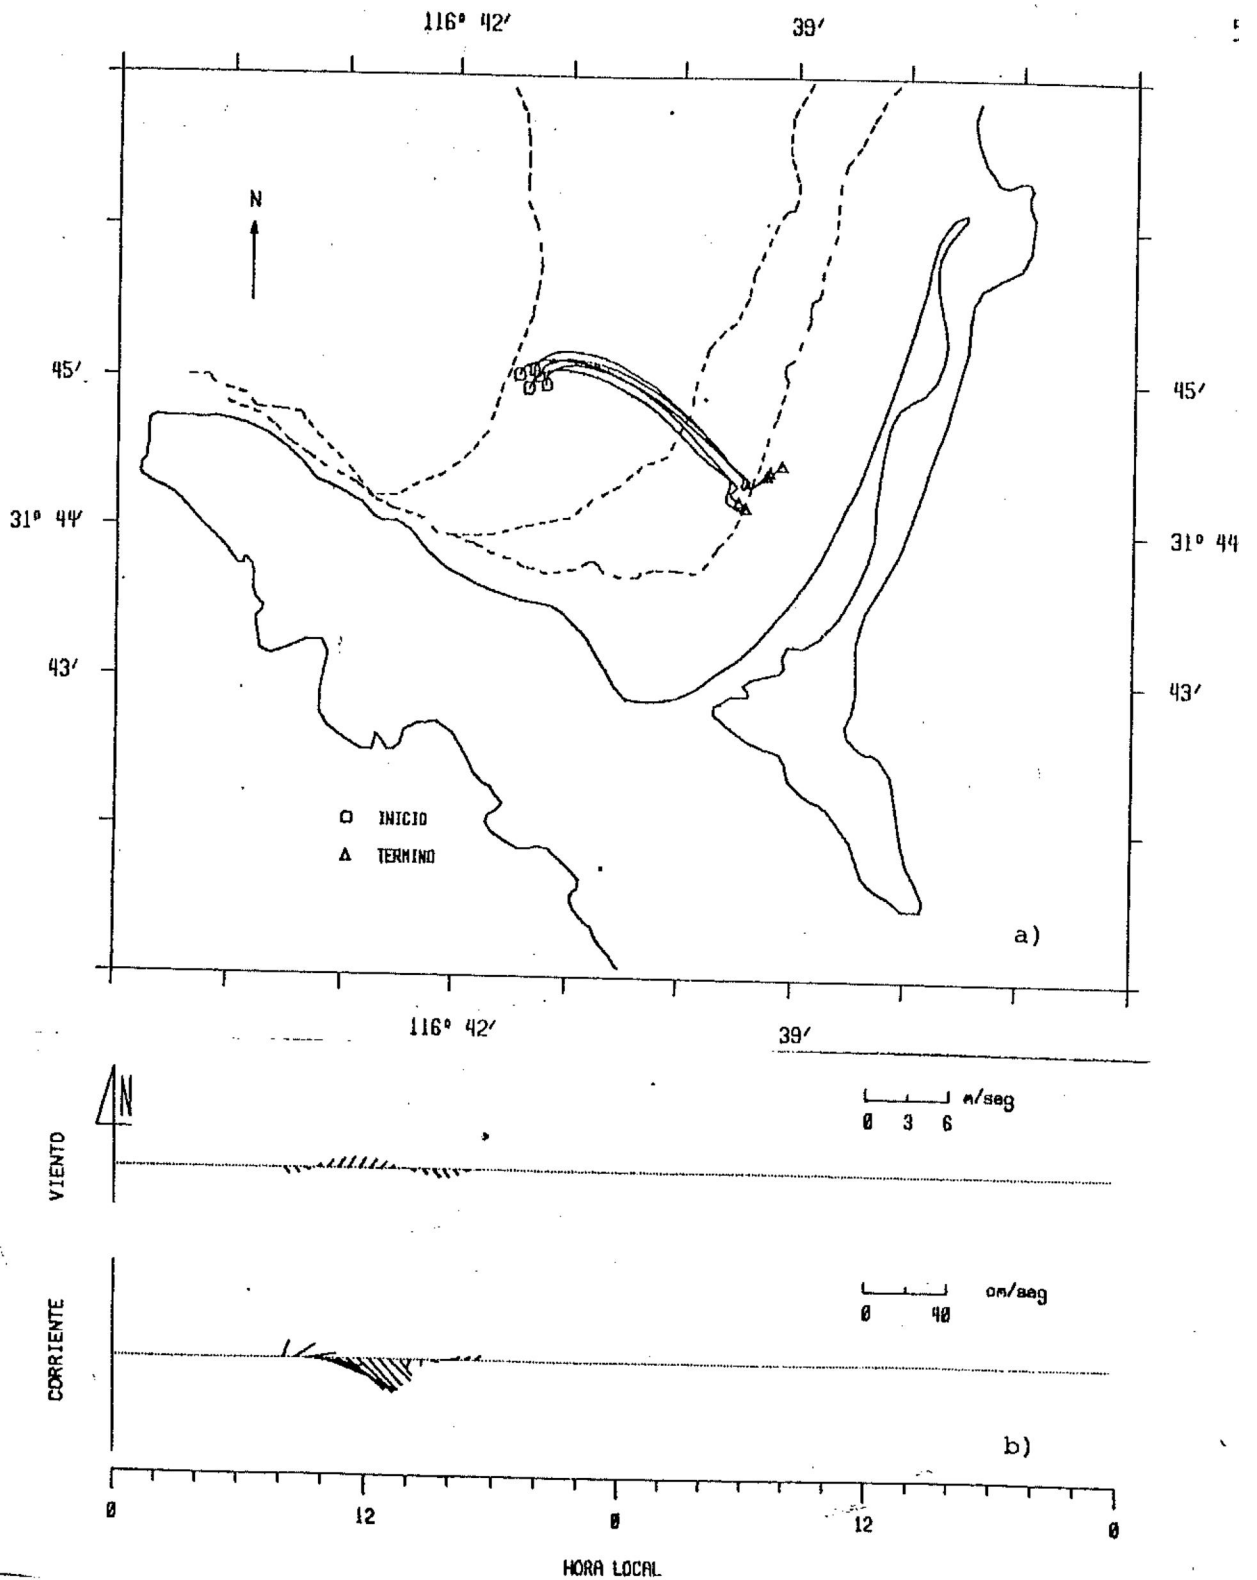 116° 42′ 39′
N
45′ 45′
31° 44′ 31° 44
43′ 43′
INICIO
TERMINO
a)
116° 42′ 39′
N
m/seg
0 3 6
VIENTO
cm/seg
0 40
CORRIENTE
b)
0 12 0 12 0
HORA LOCAL